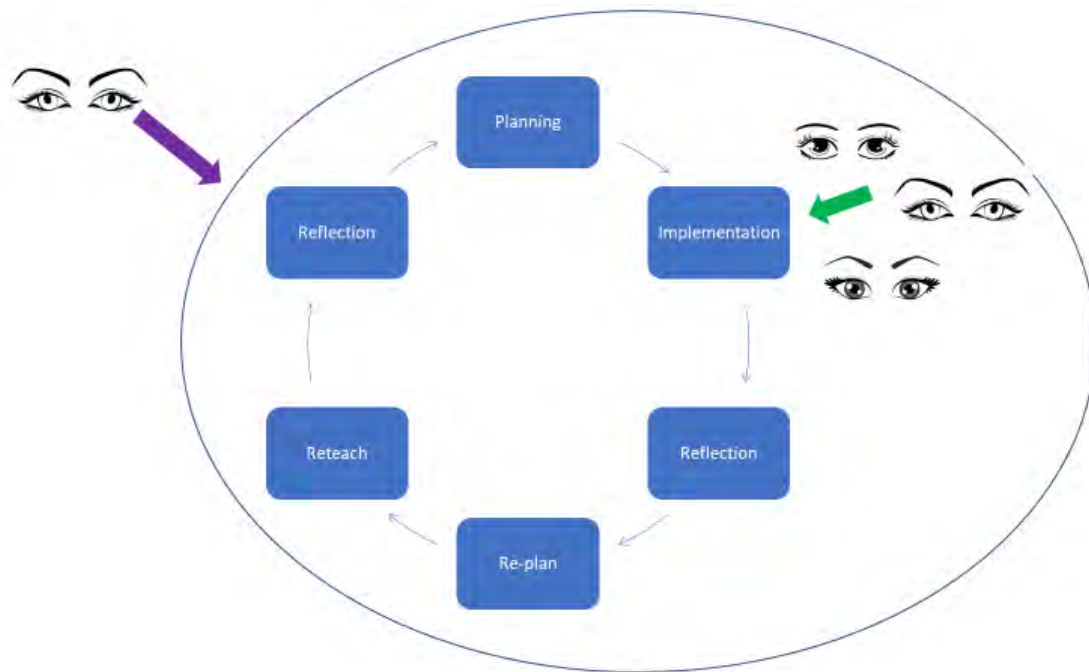 Planning
Implementation
Reflection
Re-plan
Reteach
Reflection